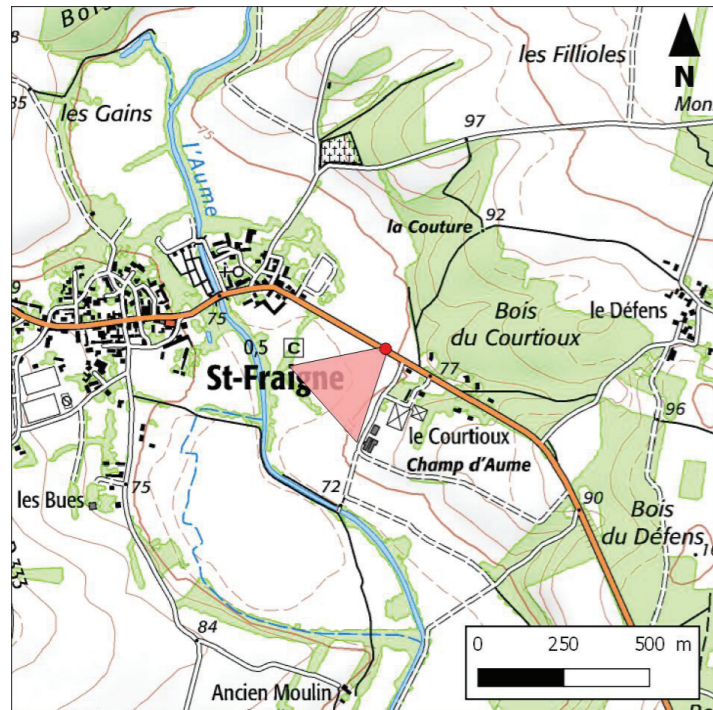 Bois
8
les Fillioles
N
Mon
85
les Gains
75
l'Aume
97
la Couture
92
Bois
du Courtioux
le Défens
9
75
0,5
C
St-Fraigne
77
96
le Courtioux
Champ d'Aume
les Bues
75
72
90
Bois
du Défens
D 333
84
0 250 500 m
Ancien Moulin